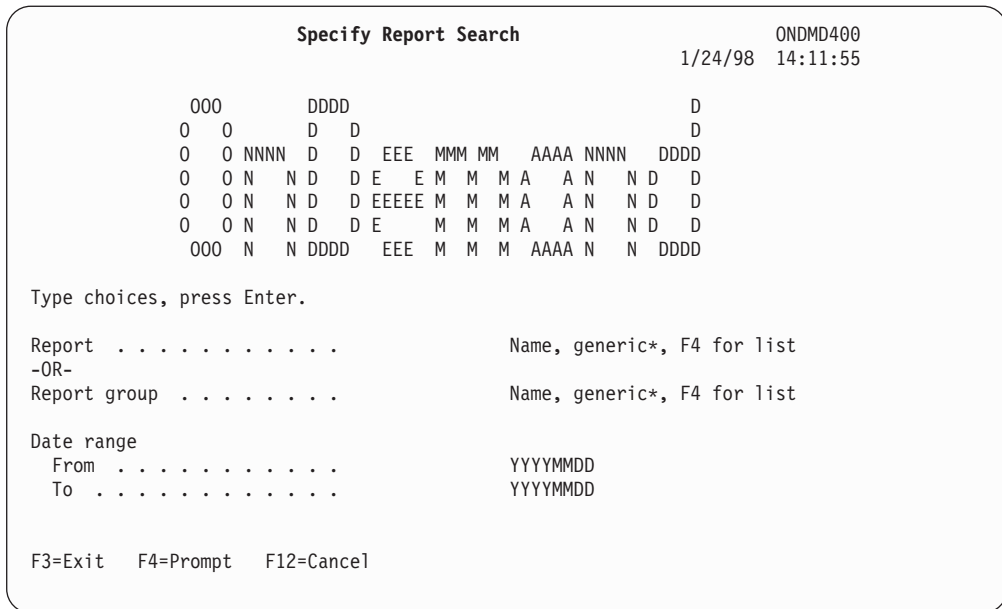 Specify Report Search ONDMD400
1/24/98 14:11:55
OOO DDDD D
O O D D D
O O NNNN D D EEE MMM MM AAAA NNNN DDDD
O O N N D D E E M M M A A N N D D
O O N N D D EEEEE M M M A A N N D D
O O N N D D E M M M A A N N D D
OOO N N DDDD EEE M M M AAAA N N DDDD
Type choices, press Enter.
Report . . . . . . . . . . . Name, generic*, F4 for list
-OR-
Report group . . . . . . . . Name, generic*, F4 for list
Date range
From . . . . . . . . . . . YYYYMMDD
To . . . . . . . . . . . . YYYYMMDD
F3=Exit F4=Prompt F12=Cancel